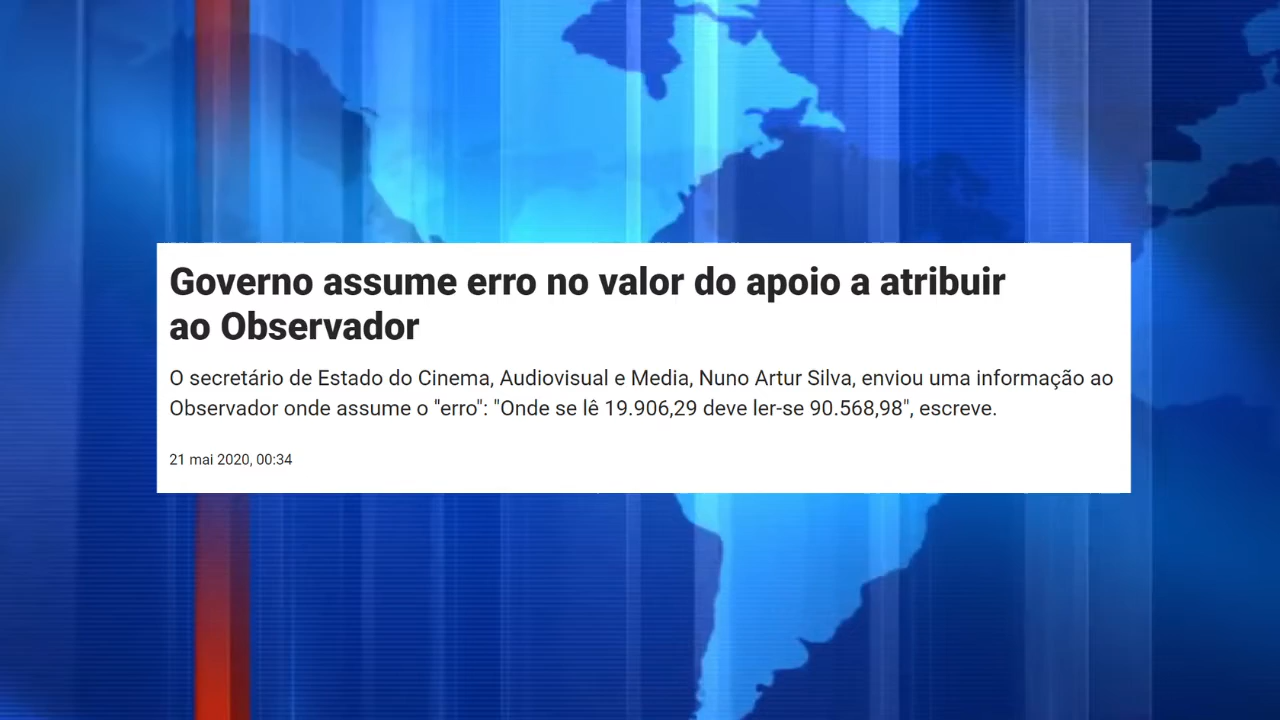 Governo assume erro no valor do apoio a atribuir
ao Observador
O secretário de Estado do Cinema, Audiovisual e Media, Nuno Artur Silva, enviou uma informação ao
Observador onde assume o "erro": "Onde se lê 19.906,29 deve ler-se 90.568,98", escreve.
21 mai 2020, 00:34